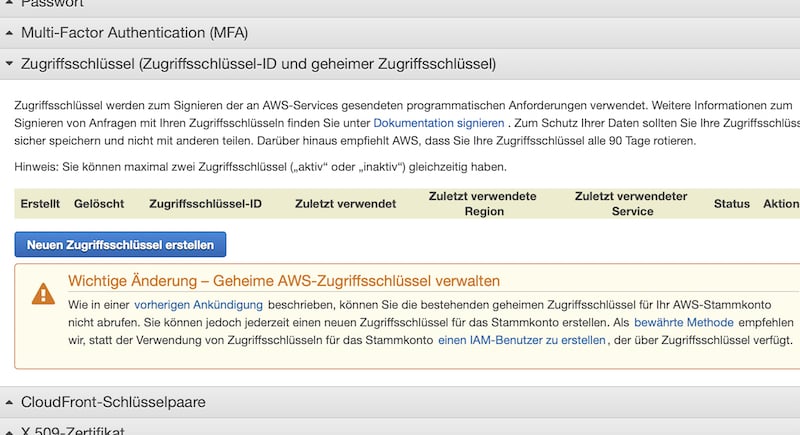 Passwort
Multi-Factor Authentication (MFA)
Zugriffsschlüssel (Zugriffsschlüssel-ID und geheimer Zugriffsschlüssel)
Zugriffsschlüssel werden zum Signieren der an AWS-Services gesendeten programmatischen Anforderungen verwendet. Weitere Informationen zum
Signieren von Anfragen mit Ihren Zugriffsschlüsseln finden Sie unter Dokumentation signieren . Zum Schutz Ihrer Daten sollten Sie Ihre Zugriffsschlüss
sicher speichern und nicht mit anderen teilen. Darüber hinaus empfiehlt AWS, dass Sie Ihre Zugriffsschlüssel alle 90 Tage rotieren.
Hinweis: Sie können maximal zwei Zugriffsschlüssel („aktiv“ oder „inaktiv“) gleichzeitig haben.
Erstellt Gelöscht Zugriffsschlüssel-ID Zuletzt verwendet Zuletzt verwendete Region Zuletzt verwendeter Service Status Aktion
Neuen Zugriffsschlüssel erstellen
Wichtige Änderung – Geheime AWS-Zugriffsschlüssel verwalten
Wie in einer vorherigen Ankündigung beschrieben, können Sie die bestehenden geheimen Zugriffsschlüssel für Ihr AWS-Stammkonto
nicht abrufen. Sie können jedoch jederzeit einen neuen Zugriffsschlüssel für das Stammkonto erstellen. Als bewährte Methode empfehlen
wir, statt der Verwendung von Zugriffsschlüsseln für das Stammkonto einen IAM-Benutzer zu erstellen , der über Zugriffsschlüssel verfügt.
CloudFront-Schlüsselpaare
X.509-Zertifikat